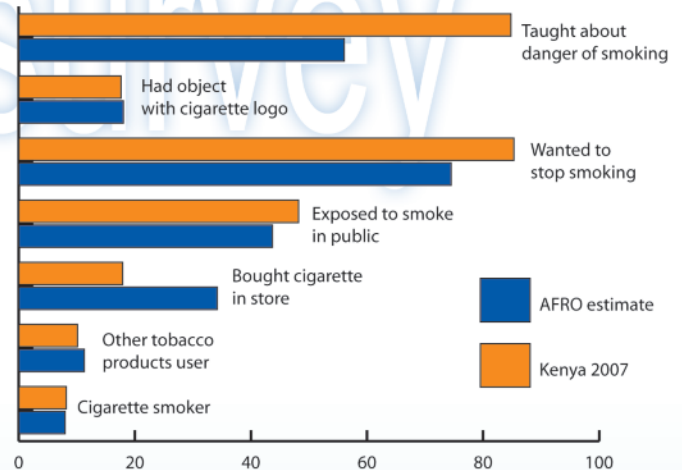 survey
Taught about
danger of smoking
Had object
with cigarette logo
Wanted to
stop smoking
Exposed to smoke
in public
Bought cigarette
in store
AFRO estimate
Other tobacco
products user
Kenya 2007
Cigarette smoker
0 20 40 60 80 100